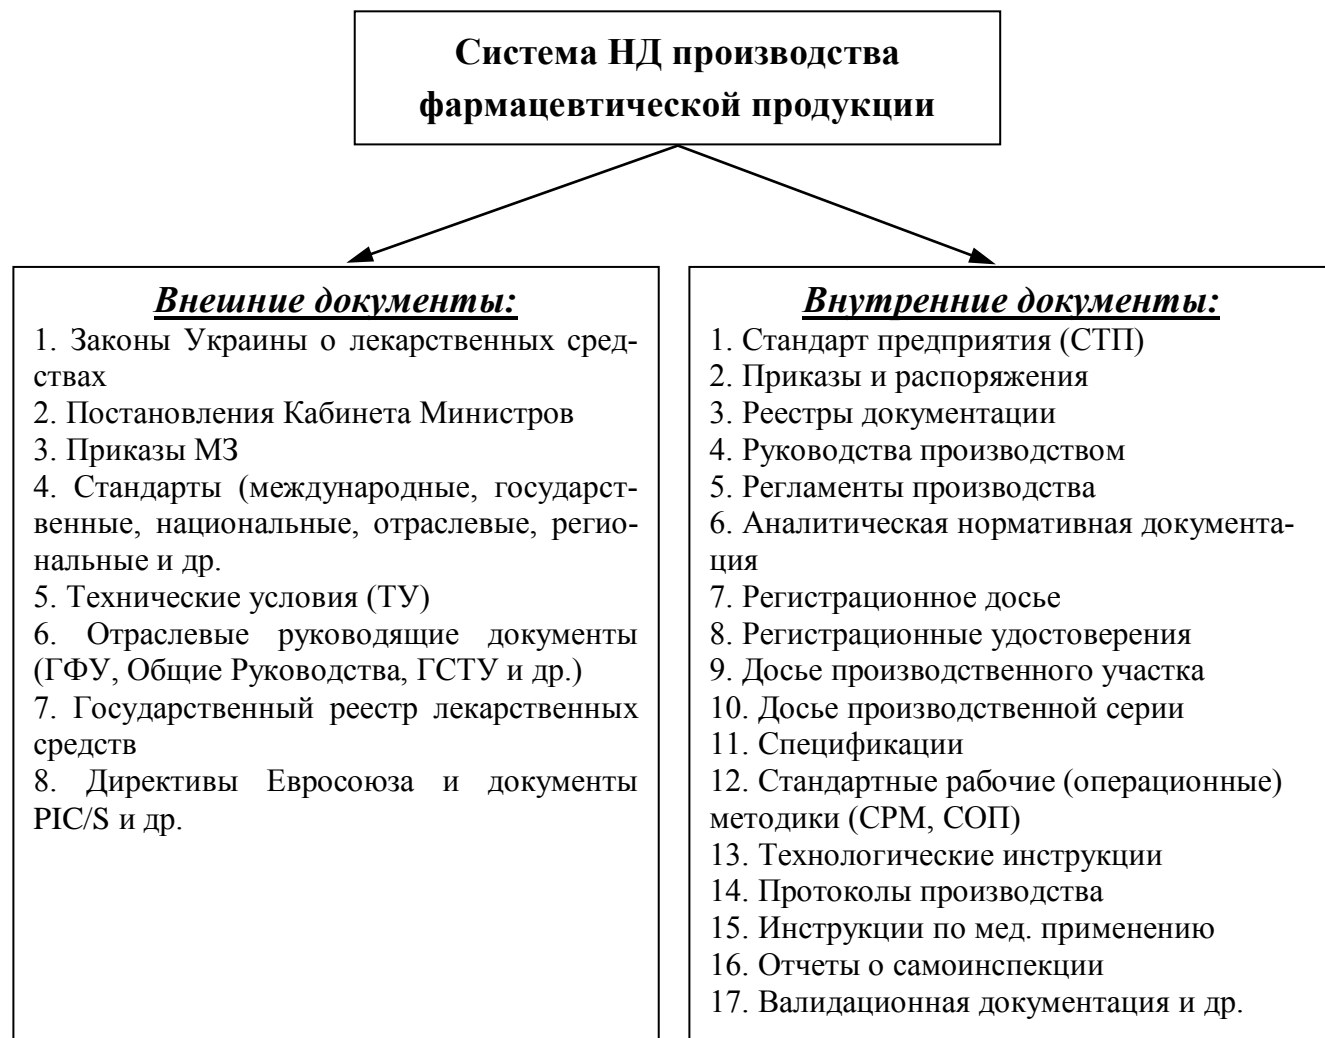 Система НД производства
фармацевтической продукции
Внешние документы:
1. Законы Украины о лекарственных сред-
ствах
2. Постановления Кабинета Министров
3. Приказы МЗ
4. Стандарты (международные, государст-
венные, национальные, отраслевые, регио-
нальные и др.
5. Технические условия (ТУ)
6. Отраслевые руководящие документы
(ГФУ, Общие Руководства, ГСТУ и др.)
7. Государственный реестр лекарственных
средств
8. Директивы Евросоюза и документы
PIC/S и др.
Внутренние документы:
1. Стандарт предприятия (СТП)
2. Приказы и распоряжения
3. Реестры документации
4. Руководства производством
5. Регламенты производства
6. Аналитическая нормативная документа-
ция
7. Регистрационное досье
8. Регистрационные удостоверения
9. Досье производственного участка
10. Досье производственной серии
11. Спецификации
12. Стандартные рабочие (операционные)
методики (СРМ, СОП)
13. Технологические инструкции
14. Протоколы производства
15. Инструкции по мед. применению
16. Отчеты о самоинспекции
17. Валидационная документация и др.